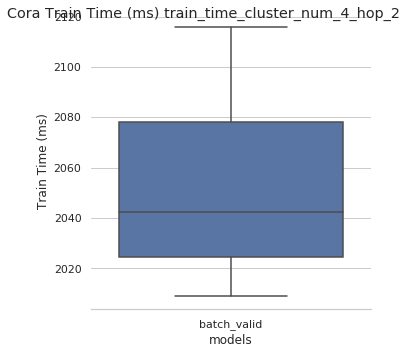 Cora Train Time (ms) train_time_cluster_num_4_hop_2
2120
2100
2080
2060
2040
2020
Train Time (ms)
batch_valid
models